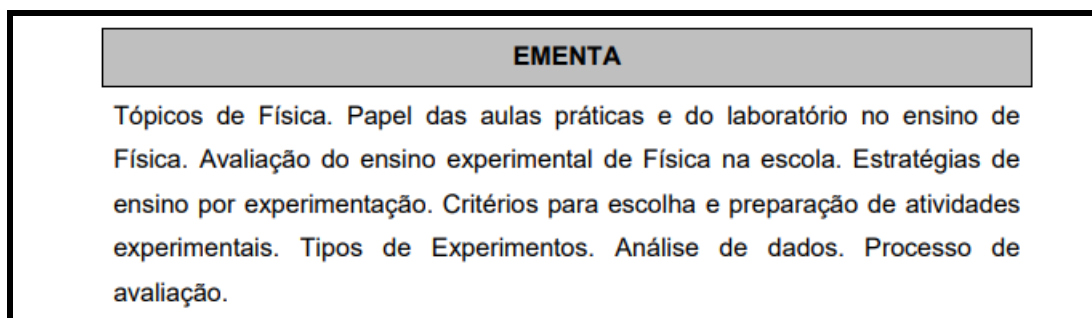 EMENTA
Tópicos de Física. Papel das aulas práticas e do laboratório no ensino de
Física. Avaliação do ensino experimental de Física na escola. Estratégias de
ensino por experimentação. Critérios para escolha e preparação de atividades
experimentais. Tipos de Experimentos. Análise de dados. Processo de
avaliação.